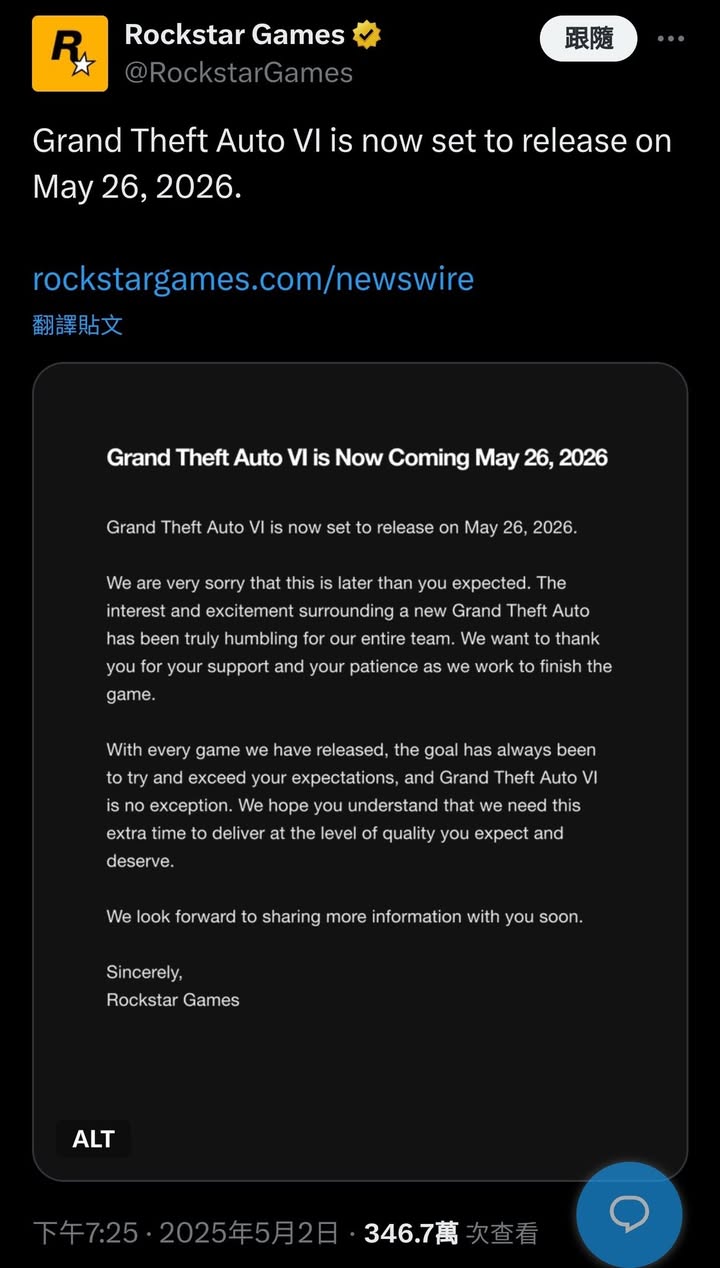 Rockstar Games
跟隨
@RockstarGames
Grand Theft Auto VI is now set to release on
May 26, 2026.
rockstargames.com/newswire
翻譯貼文
Grand Theft Auto VI is Now Coming May 26, 2026
Grand Theft Auto VI is now set to release on May 26, 2026.
We are very sorry that this is later than you expected. The
interest and excitement surrounding a new Grand Theft Auto
has been truly humbling for our entire team. We want to thank
you for your support and your patience as we work to finish the
game.
With every game we have released, the goal has always been
to try and exceed your expectations, and Grand Theft Auto VI
is no exception. We hope you understand that we need this
extra time to deliver at the level of quality you expect and
deserve.
We look forward to sharing more information with you soon.
Sincerely,
Rockstar Games
ALT
下午7:25 · 2025年5月2日 · 346.7萬 次查看